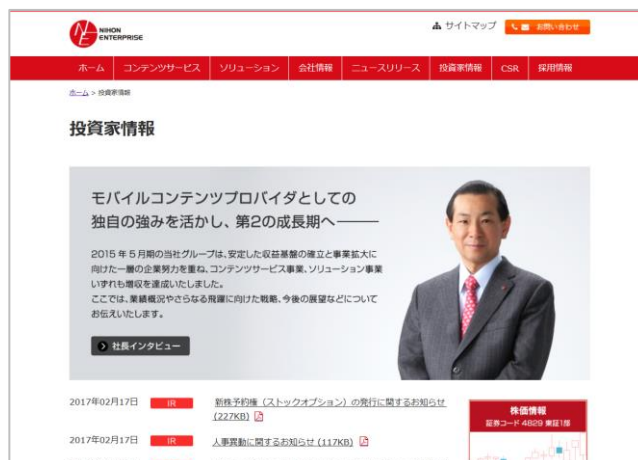 NIHON
ENTERPRISE
サイトマップ
お問い合わせ
ホーム コンテンツサービス ソリューション 会社情報 ニュースリリース 投資家情報 CSR 採用情報
ホーム > 投資家情報
投資家情報
モバイルコンテンツプロバイダとしての
独自の強みを活かし、第2の成長期へ――
2015 年 5 月期の当社グループは、安定した収益基盤の確立と事業拡大に
向けた一層の企業努力を重ね、コンテンツサービス事業、ソリューション事業
いずれも増収を達成いたしました。
ここでは、業績概況やさらなる飛躍に向けた戦略、今後の展望などについて
お伝えいたします。
社長インタビュー
2017年02月17日 IR 新株予約権（ストックオプション）の発行に関するお知らせ
(227KB)
2017年02月17日 IR 人事異動に関するお知らせ (117KB)
株価情報
証券コード 4829 東証1部